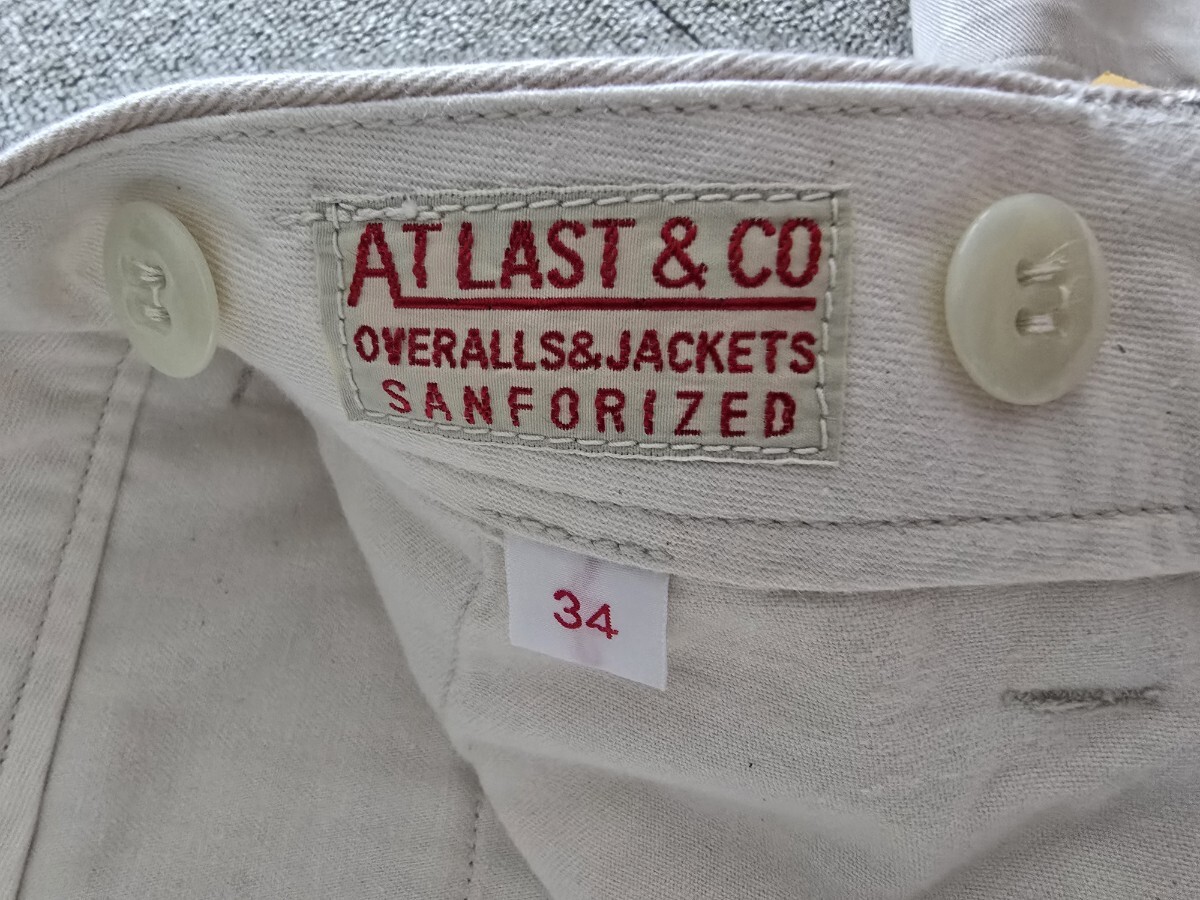 AT LAST & CO
OVERALLS&JACKETS
SANFORIZED
34